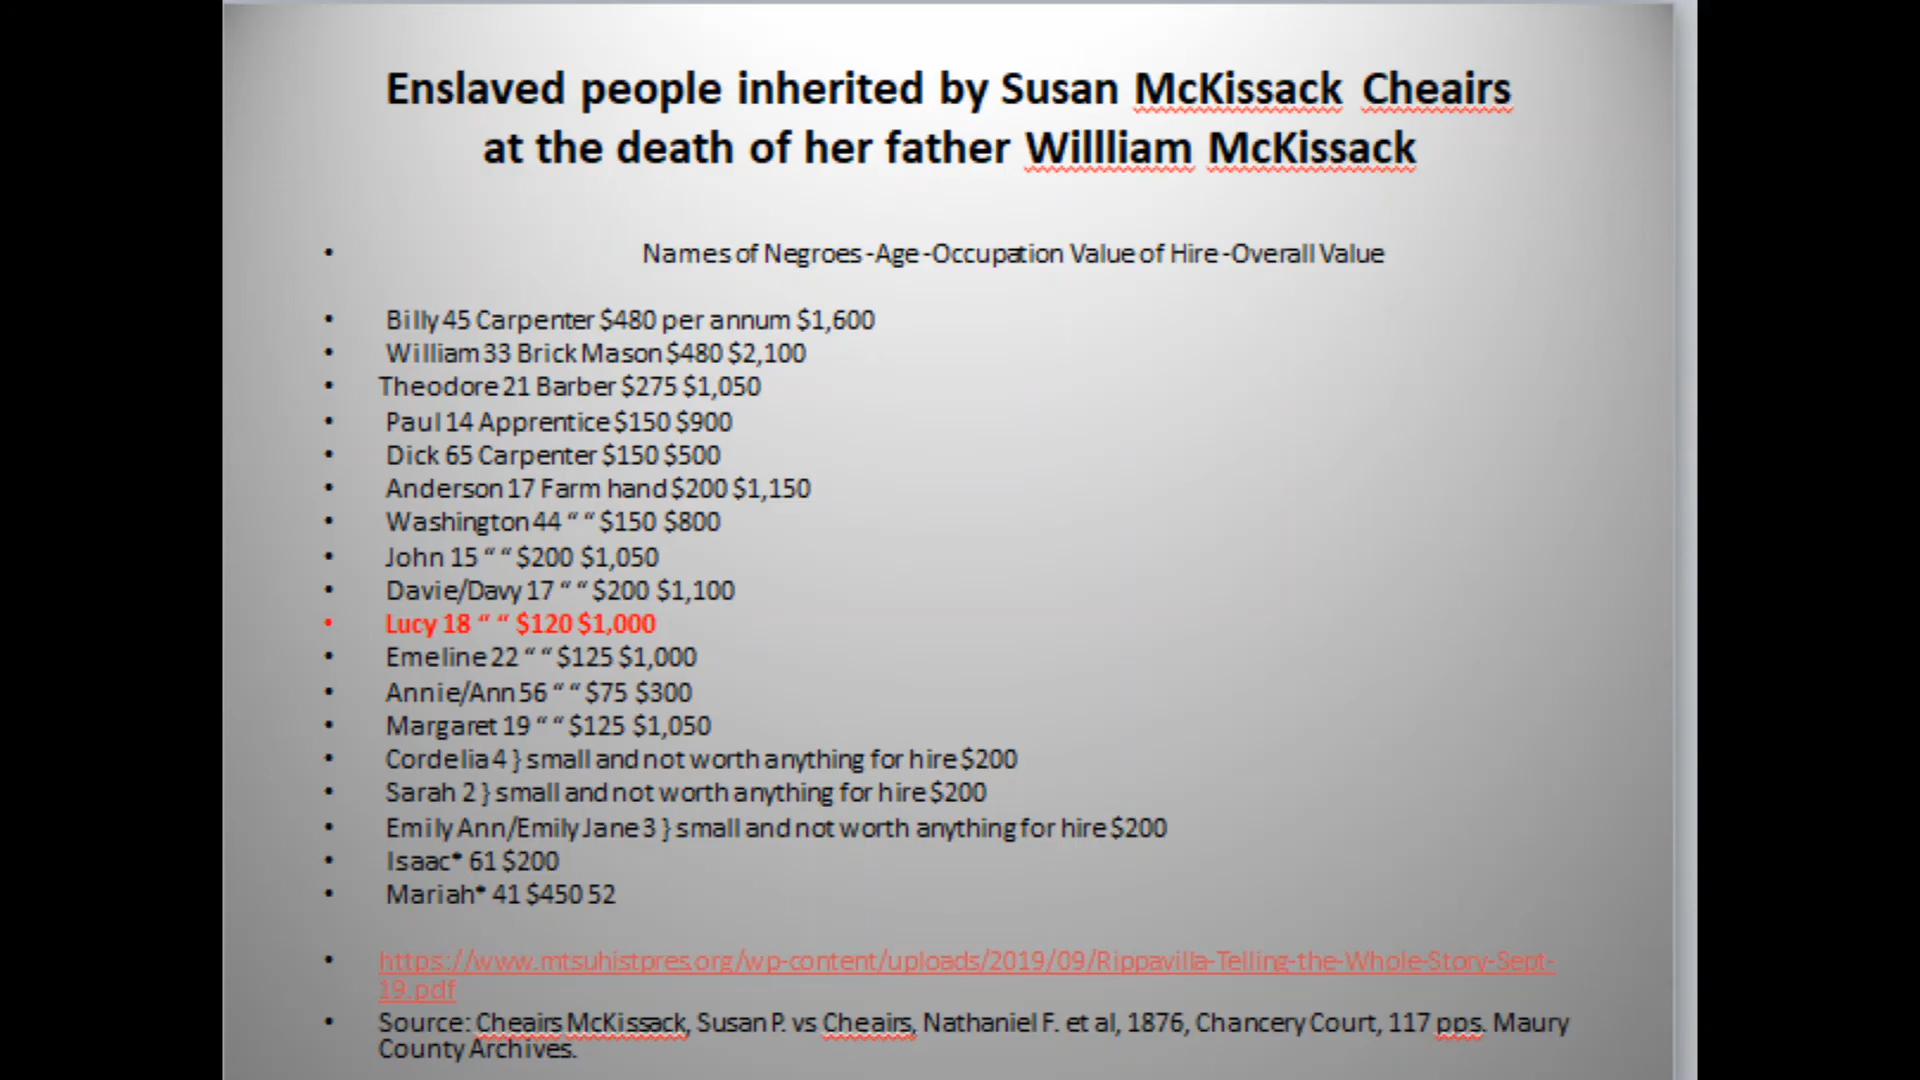 Enslaved people inherited by Susan McKissack Cheairs
at the death of her father Willliam McKissack
• Names of Negroes -Age -Occupation Value of Hire -Overall Value
• Billy 45 Carpenter $480 per annum $1,600
• William 33 Brick Mason $480 $2,100
• Theodore 21 Barber $275 $1,050
• Paul 14 Apprentice $150 $900
• Dick 65 Carpenter $150 $500
• Anderson 17 Farm hand $200 $1,150
• Washington 44 “ “ $150 $800
• John 15 “ “ $200 $1,050
• Davie/Davy 17 “ “ $200 $1,100
• Lucy 18 “ “ $120 $1,000
• Emeline 22 “ “ $125 $1,000
• Annie/Ann 56 “ “ $75 $300
• Margaret 19 “ “ $125 $1,050
• Cordelia 4 } small and not worth anything for hire $200
• Sarah 2 } small and not worth anything for hire $200
• Emily Ann/Emily Jane 3 } small and not worth anything for hire $200
• Isaac* 61 $200
• Mariah* 41 $450 52
• https://www.mtsuhistpres.org/wp-content/uploads/2019/09/Rippavilla-Telling-the-Whole-Story-Sept-
19.pdf
• Source: Cheairs McKissack, Susan P. vs Cheairs, Nathaniel F. et al, 1876, Chancery Court, 117 pps. Maury
County Archives.